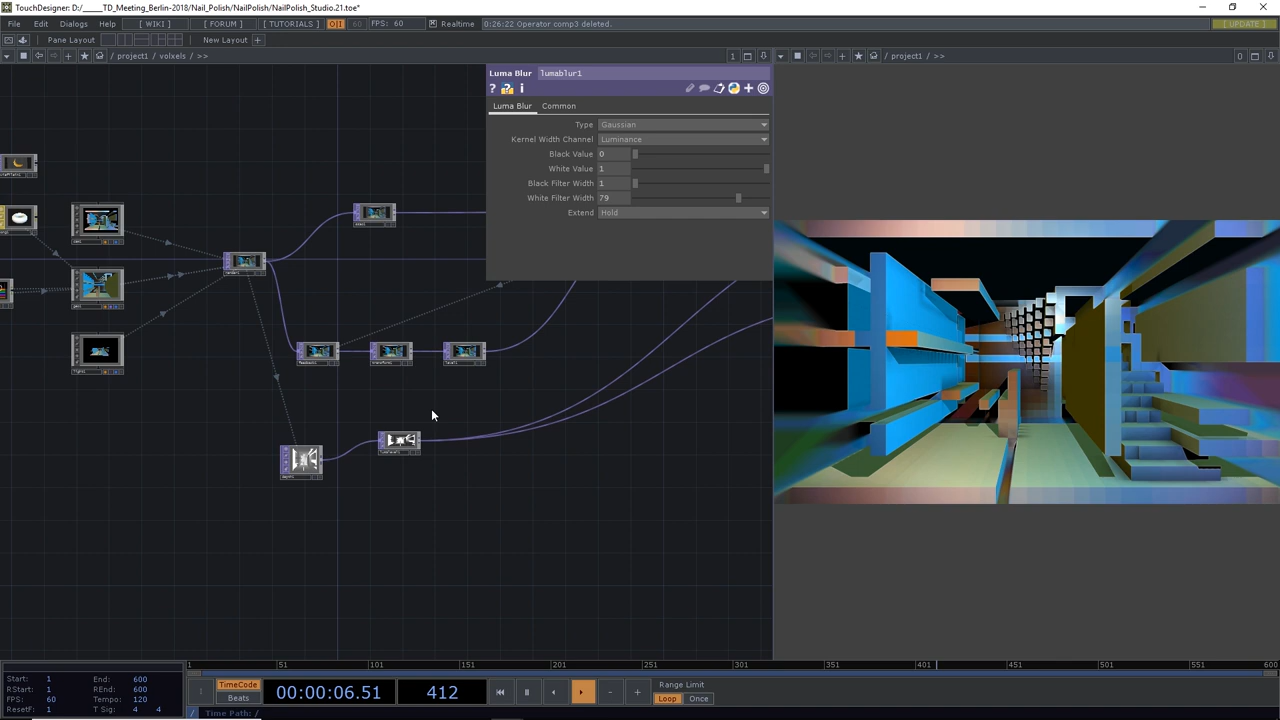 TouchDesigner: D:/_____TD_Meeting_Berlin-2018/Nail_Polish/NailPolish_Studio.21.toe*
File Edit Dialogs Help [ WIKI ] [ FORUM ] [ TUTORIALS ] O|I FPS: 60 Realtime 0:26:22 Operator comp3 deleted. [ UPDATE ]
Pane Layout New Layout +
/ project1 / volxels / >> 1
/ project1 / >> 0
Luma Blur lumablur1
? ? i
Luma Blur Common
Type Gaussian
Kernel Width Channel Luminance
Black Value 0
White Value 1
Black Filter Width 1
White Filter Width 79
Extend Hold
1 51 101 151 201 251 301 351 401 451 501 551 600
Start: 1 End: 600
RStart: 1 REnd: 600
FPS: 60 Tempo: 120
ResetF: 1 T Sig: 4 4
TimeCode
Beats
00:00:06.51
412
Range Limit
Loop Once
/ Time Path: /